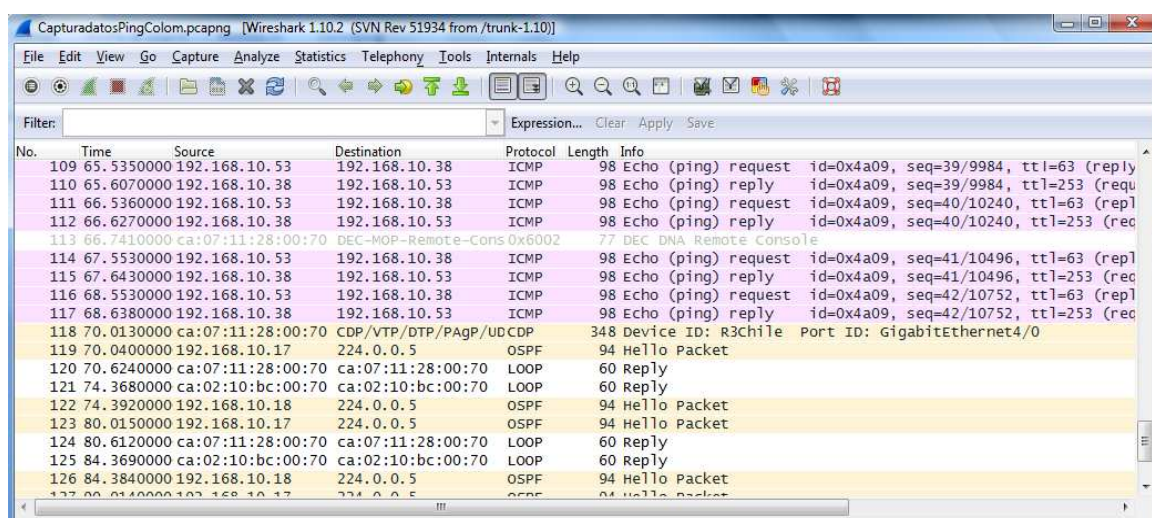 CapturadatosPingColom.pcapng [Wireshark 1.10.2 (SVN Rev 51934 from /trunk-1.10)]
File Edit View Go Capture Analyze Statistics Telephony Tools Internals Help
Filter: Expression... Clear Apply Save
No. Time Source Destination Protocol Length Info
109 65.5350000 192.168.10.53 192.168.10.38 ICMP 98 Echo (ping) request id=0x4a09, seq=39/9984, ttl=63 (reply
110 65.6070000 192.168.10.38 192.168.10.53 ICMP 98 Echo (ping) reply id=0x4a09, seq=39/9984, ttl=253 (requ
111 66.5360000 192.168.10.53 192.168.10.38 ICMP 98 Echo (ping) request id=0x4a09, seq=40/10240, ttl=63 (repl
112 66.6270000 192.168.10.38 192.168.10.53 ICMP 98 Echo (ping) reply id=0x4a09, seq=40/10240, ttl=253 (req
113 66.7410000 ca:07:11:28:00:70 DEC-MOP-Remote-Cons 0x6002 77 DEC DNA Remote Console
114 67.5530000 192.168.10.53 192.168.10.38 ICMP 98 Echo (ping) request id=0x4a09, seq=41/10496, ttl=63 (repl
115 67.6430000 192.168.10.38 192.168.10.53 ICMP 98 Echo (ping) reply id=0x4a09, seq=41/10496, ttl=253 (req
116 68.5530000 192.168.10.53 192.168.10.38 ICMP 98 Echo (ping) request id=0x4a09, seq=42/10752, ttl=63 (repl
117 68.6380000 192.168.10.38 192.168.10.53 ICMP 98 Echo (ping) reply id=0x4a09, seq=42/10752, ttl=253 (req
118 70.0130000 ca:07:11:28:00:70 CDP/VTP/DTP/PAgP/UD CDP 348 Device ID: R3Chile Port ID: GigabitEthernet4/0
119 70.0400000 192.168.10.17 224.0.0.5 OSPF 94 Hello Packet
120 70.6240000 ca:07:11:28:00:70 ca:07:11:28:00:70 LOOP 60 Reply
121 74.3680000 ca:02:10:bc:00:70 ca:02:10:bc:00:70 LOOP 60 Reply
122 74.3920000 192.168.10.18 224.0.0.5 OSPF 94 Hello Packet
123 80.0150000 192.168.10.17 224.0.0.5 OSPF 94 Hello Packet
124 80.6120000 ca:07:11:28:00:70 ca:07:11:28:00:70 LOOP 60 Reply
125 84.3690000 ca:02:10:bc:00:70 ca:02:10:bc:00:70 LOOP 60 Reply
126 84.3840000 192.168.10.18 224.0.0.5 OSPF 94 Hello Packet
127 90.0140000 192.168.10.17 224.0.0.5 OSPF 94 Hello Packet